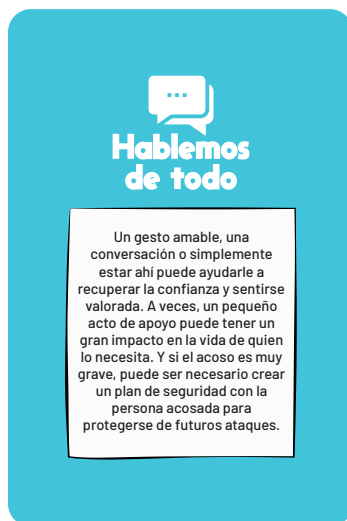 Hablemos
de todo
Un gesto amable, una
conversación o simplemente
estar ahí puede ayudarle a
recuperar la confianza y sentirse
valorada. A veces, un pequeño
acto de apoyo puede tener un
gran impacto en la vida de quien
lo necesita. Y si el acoso es muy
grave, puede ser necesario crear
un plan de seguridad con la
persona acosada para
protegerse de futuros ataques.